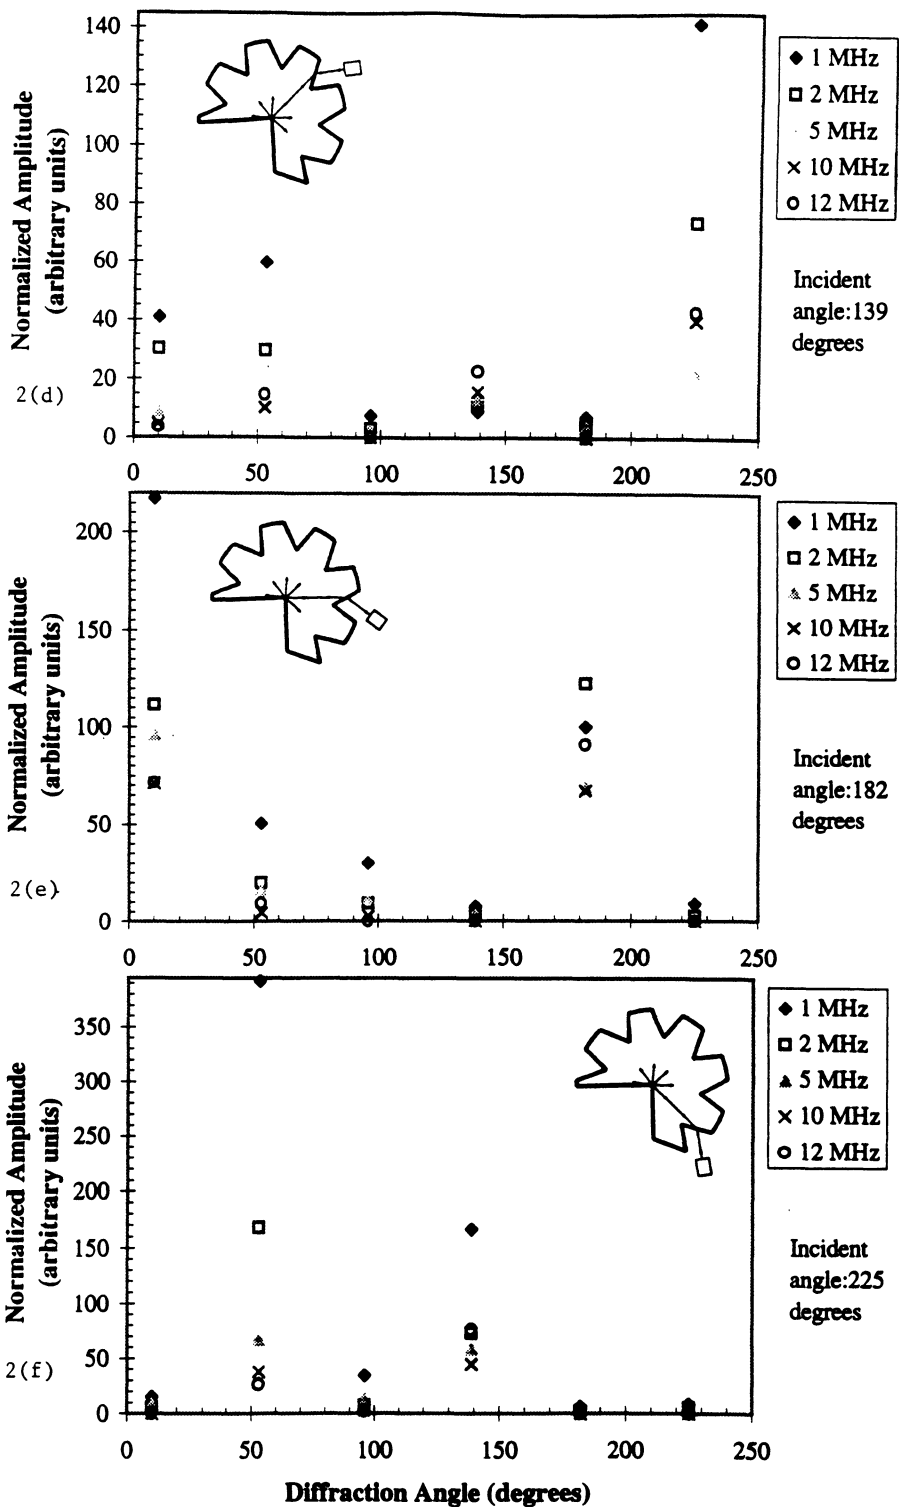 140
120
100
80
60
40
20
0
Normalized Amplitude
(arbitrary units)
2(d)
0 50 100 150 200 250
1 MHz
2 MHz
5 MHz
10 MHz
12 MHz
Incident
angle:139
degrees
200
150
100
50
0
Normalized Amplitude
(arbitrary units)
2(e)
0 50 100 150 200 250
1 MHz
2 MHz
5 MHz
10 MHz
12 MHz
Incident
angle:182
degrees
350
300
250
200
150
100
50
0
Normalized Amplitude
(arbitrary units)
2(f)
0 50 100 150 200 250
1 MHz
2 MHz
5 MHz
10 MHz
12 MHz
Incident
angle:225
degrees
Diffraction Angle (degrees)